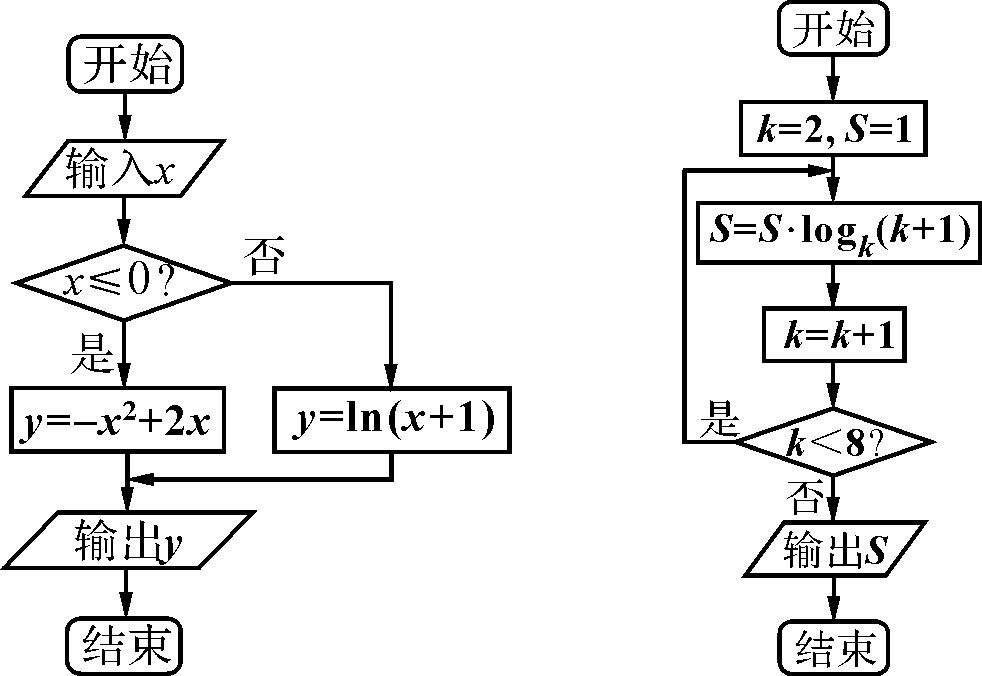 开始
输入x
x≤0?
否
是
y=-x²+2x
y=ln(x+1)
输出y
结束
开始
k=2, S=1
S=S·logₖ(k+1)
k=k+1
是
k<8?
否
输出S
结束